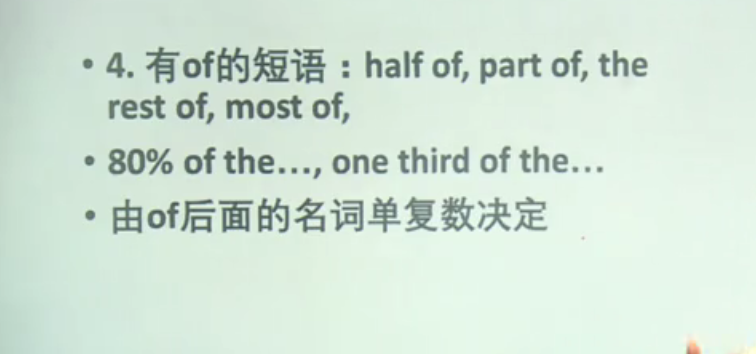 • 4. 有of的短语：half of, part of, the
rest of, most of,
• 80% of the…, one third of the…
• 由of后面的名词单复数决定